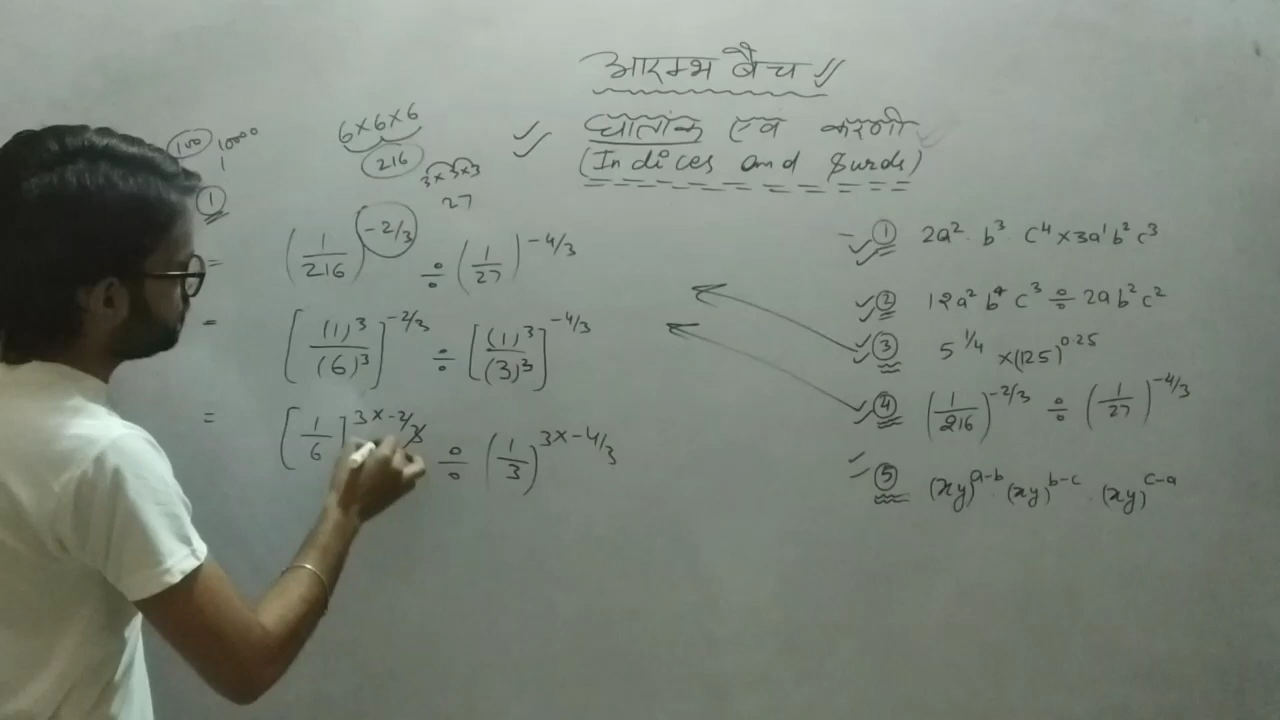 आरम्भ बैच
घातांक एवं करणी
(Indices and Surds)
100 1000
1
6×6×6
216
3×3×3
27
①
= (1/216)^-2/3 ÷ (1/27)^-4/3
= [(1)^3/(6)^3]^-2/3 ÷ [(1)^3/(3)^3]^-4/3
= [1/6]^3×-2/3 ÷ (1/3)^3×-4/3
① 2a² · b³ · c⁴ × 3a¹ b² c³
② 12a² b⁴ c³ ÷ 2a b² c²
③ 5^1/4 × (125)^0.25
④ (1/216)^-2/3 ÷ (1/27)^-4/3
⑤ (xy)^a-b · (xy)^b-c · (xy)^c-a